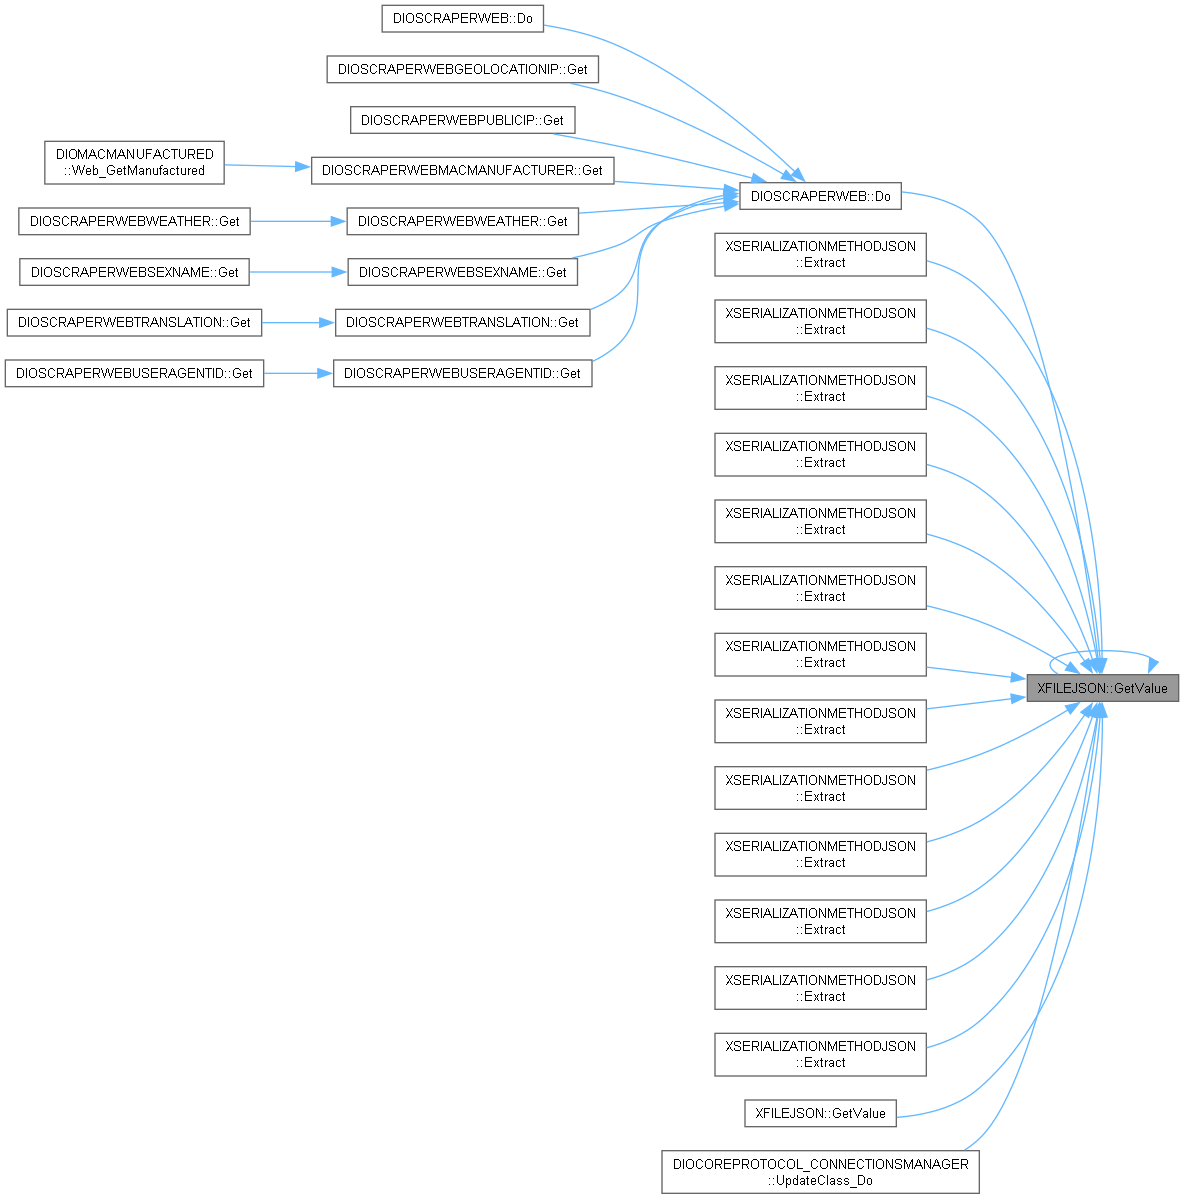 DIOSCRAPERWEB::Do
DIOSCRAPERWEBGEOLOCATIONIP::Get
DIOSCRAPERWEBPUBLICIP::Get
DIOMACMANUFACTURED
::Web_GetManufactured
DIOSCRAPERWEBMACMANUFACTURER::Get
DIOSCRAPERWEB::Do
DIOSCRAPERWEBWEATHER::Get
DIOSCRAPERWEBWEATHER::Get
DIOSCRAPERWEBSEXNAME::Get
DIOSCRAPERWEBSEXNAME::Get
DIOSCRAPERWEBTRANSLATION::Get
DIOSCRAPERWEBTRANSLATION::Get
DIOSCRAPERWEBUSERAGENTID::Get
DIOSCRAPERWEBUSERAGENTID::Get
XSERIALIZATIONMETHODJSON
::Extract
XSERIALIZATIONMETHODJSON
::Extract
XSERIALIZATIONMETHODJSON
::Extract
XSERIALIZATIONMETHODJSON
::Extract
XSERIALIZATIONMETHODJSON
::Extract
XSERIALIZATIONMETHODJSON
::Extract
XSERIALIZATIONMETHODJSON
::Extract
XFILEJSON::GetValue
XSERIALIZATIONMETHODJSON
::Extract
XSERIALIZATIONMETHODJSON
::Extract
XSERIALIZATIONMETHODJSON
::Extract
XSERIALIZATIONMETHODJSON
::Extract
XSERIALIZATIONMETHODJSON
::Extract
XSERIALIZATIONMETHODJSON
::Extract
XFILEJSON::GetValue
DIOCOREPROTOCOL_CONNECTIONSMANAGER
::UpdateClass_Do